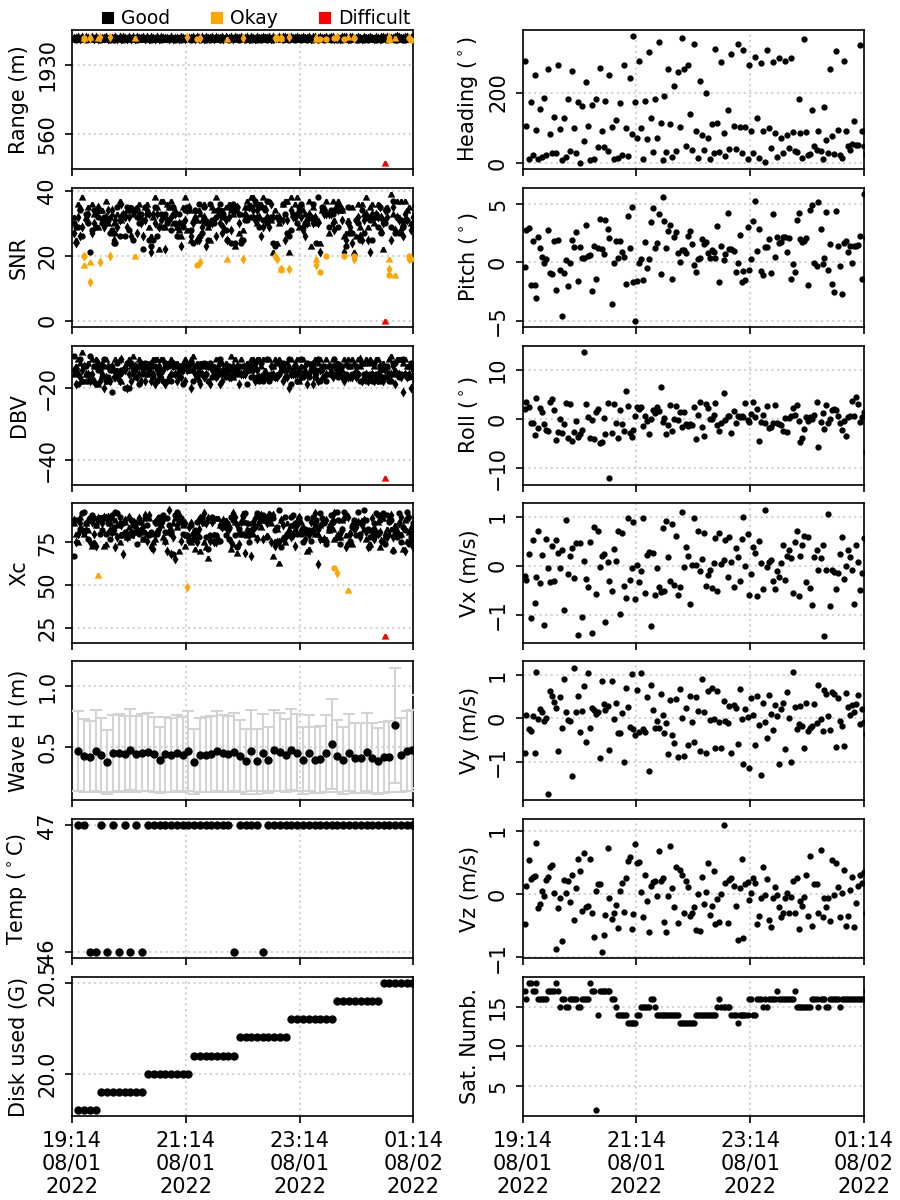 Good Okay Difficult
Range (m)
1930
560
SNR
40
20
0
DBV
−20
−40
Xc
75
50
25
Wave H (m)
1.0
0.5
Temp (°C)
47
46
Disk used (G)
20.5
20.0
19:14 21:14 23:14 01:14
08/01 08/01 08/01 08/02
2022 2022 2022 2022
Heading (°)
200
0
Pitch (°)
5
0
−5
Roll (°)
10
0
−10
Vx (m/s)
1
0
−1
Vy (m/s)
1
0
−1
Vz (m/s)
1
0
−1
Sat. Numb.
15
10
5
19:14 21:14 23:14 01:14
08/01 08/01 08/01 08/02
2022 2022 2022 2022